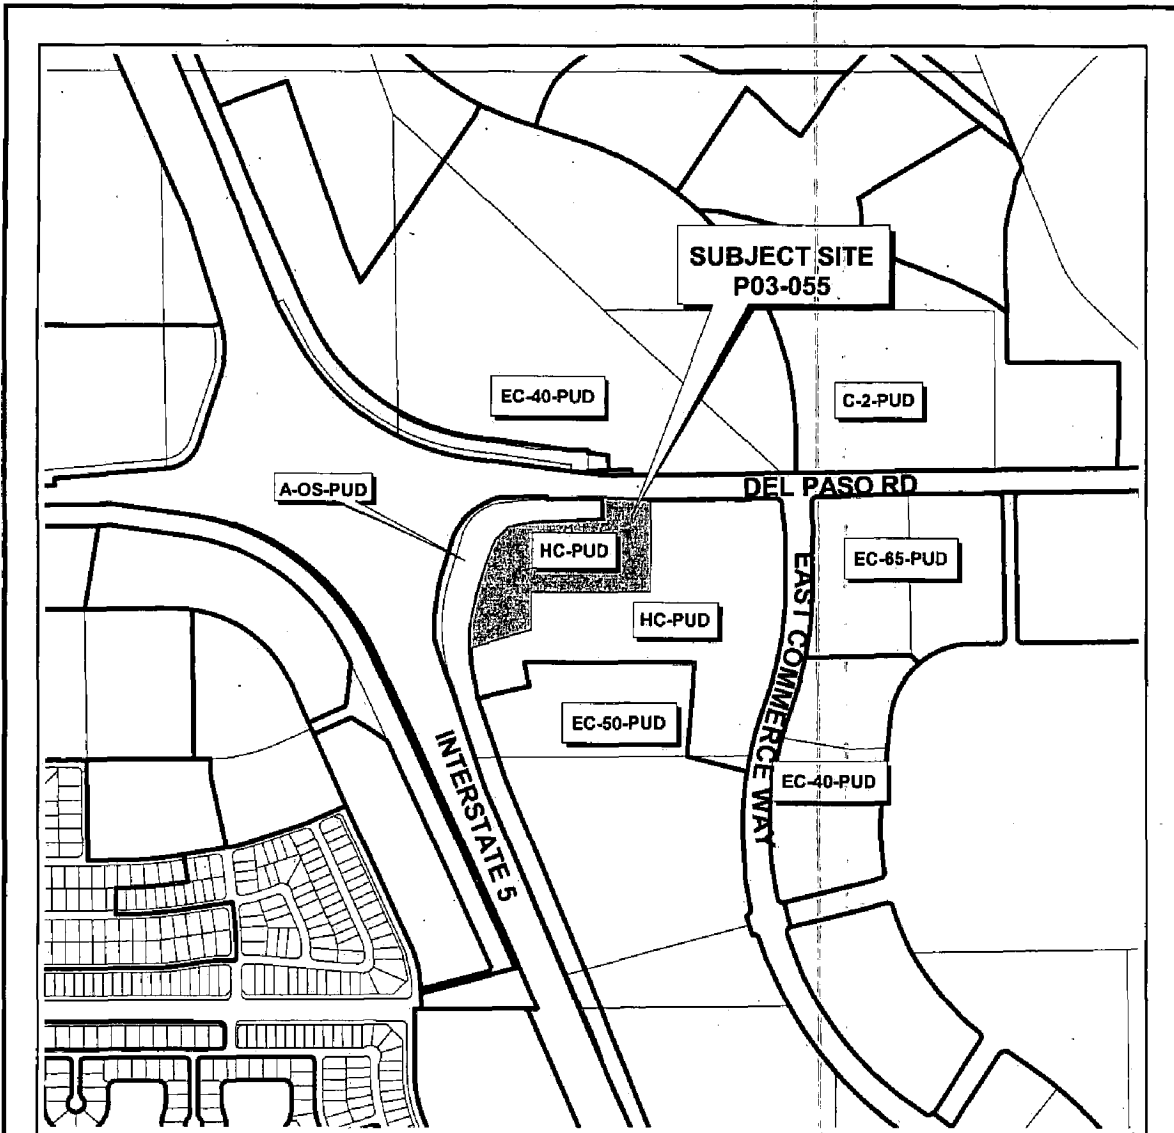 SUBJECT SITE
P03-055
EC-40-PUD
C-2-PUD
A-OS-PUD
DEL PASO RD
HC-PUD
EC-65-PUD
HC-PUD
EAST COMMERCE WAY
EC-50-PUD
INTERSTATE 5
EC-40-PUD